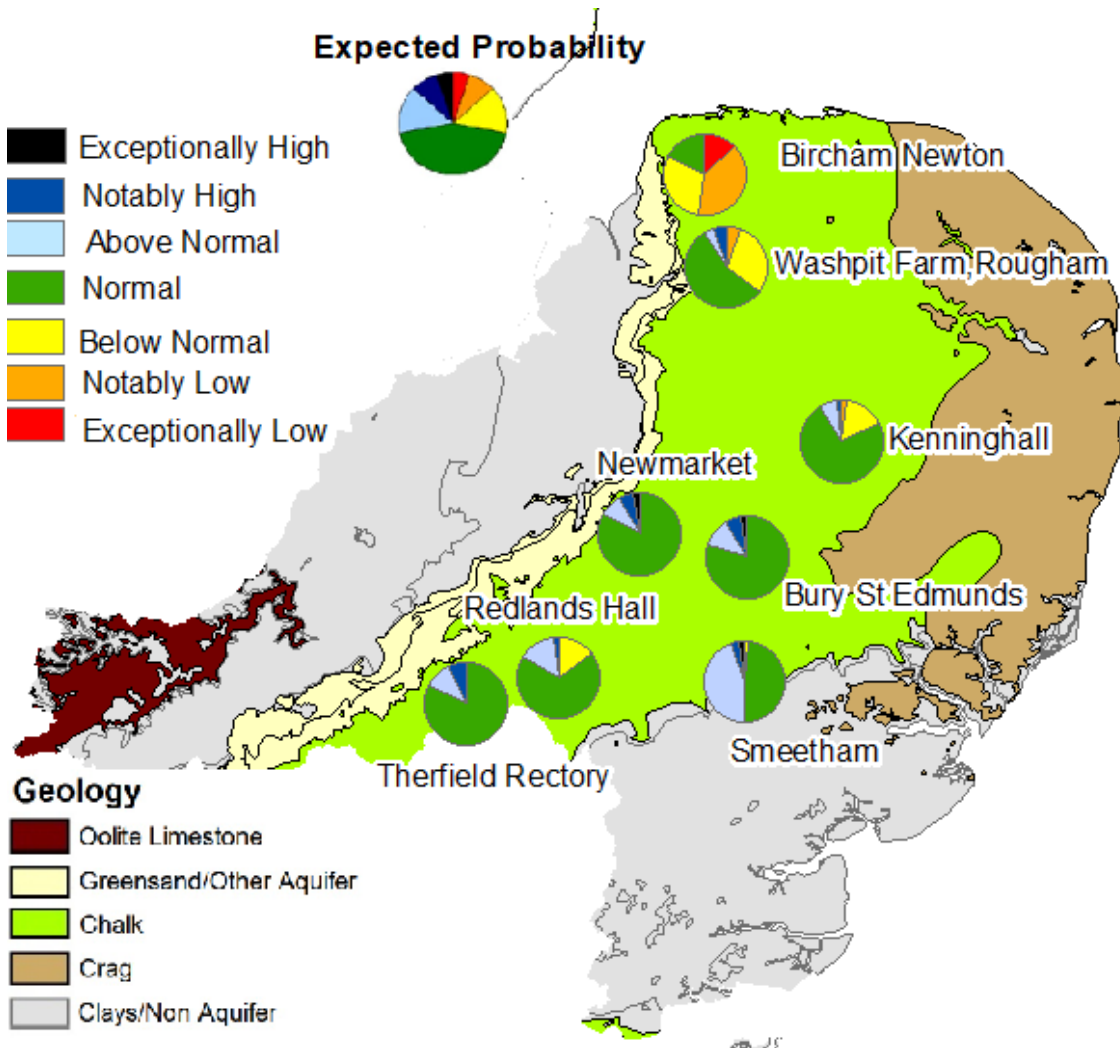 Expected Probability
Exceptionally High
Notably High
Above Normal
Normal
Below Normal
Notably Low
Exceptionally Low
Bircham Newton
Washpit Farm,Rougham
Kenninghall
Newmarket
Bury St Edmunds
Redlands Hall
Smeetham
Therfield Rectory
Geology
Oolite Limestone
Greensand/Other Aquifer
Chalk
Crag
Clays/Non Aquifer